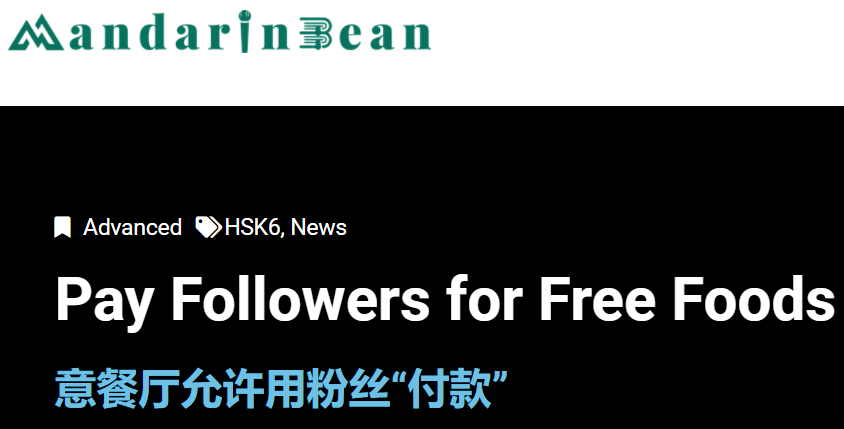 MandarinBean
Advanced HSK6, News
Pay Followers for Free Foods
意餐厅允许用粉丝“付款”